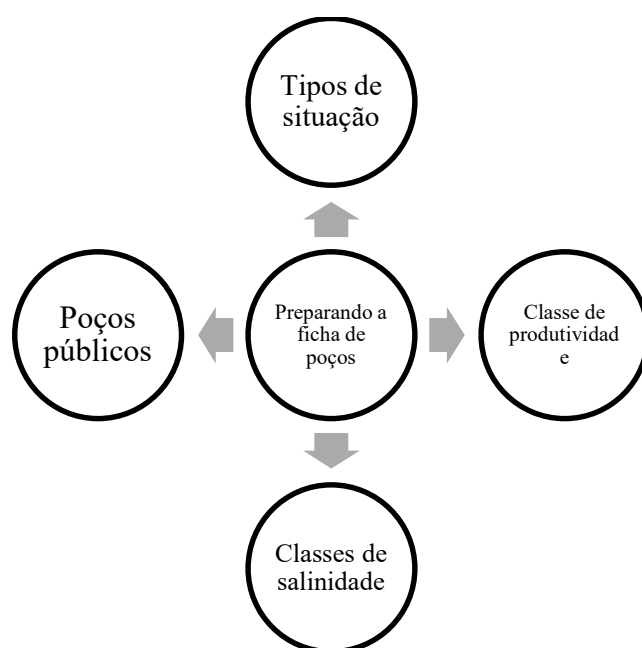 Tipos de
situação
Poços
públicos
Preparando a
ficha de
poços
Classe de
produtividad
e
Classes de
salinidade